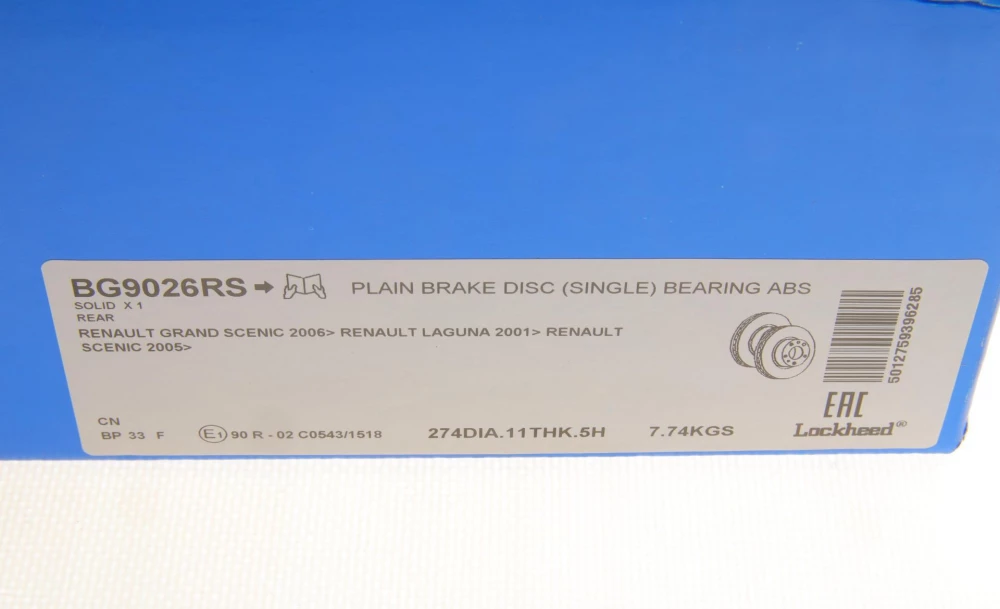 BG9026RS
PLAIN BRAKE DISC (SINGLE) BEARING ABS
SOLID X 1
REAR
RENAULT GRAND SCENIC 2006> RENAULT LAGUNA 2001> RENAULT
SCENIC 2005>
5012759396285
CN
BP 33 F
E1 90 R - 02 C0543/1518
274DIA.11THK.5H
7.74KGS
EAC
Lockheed®